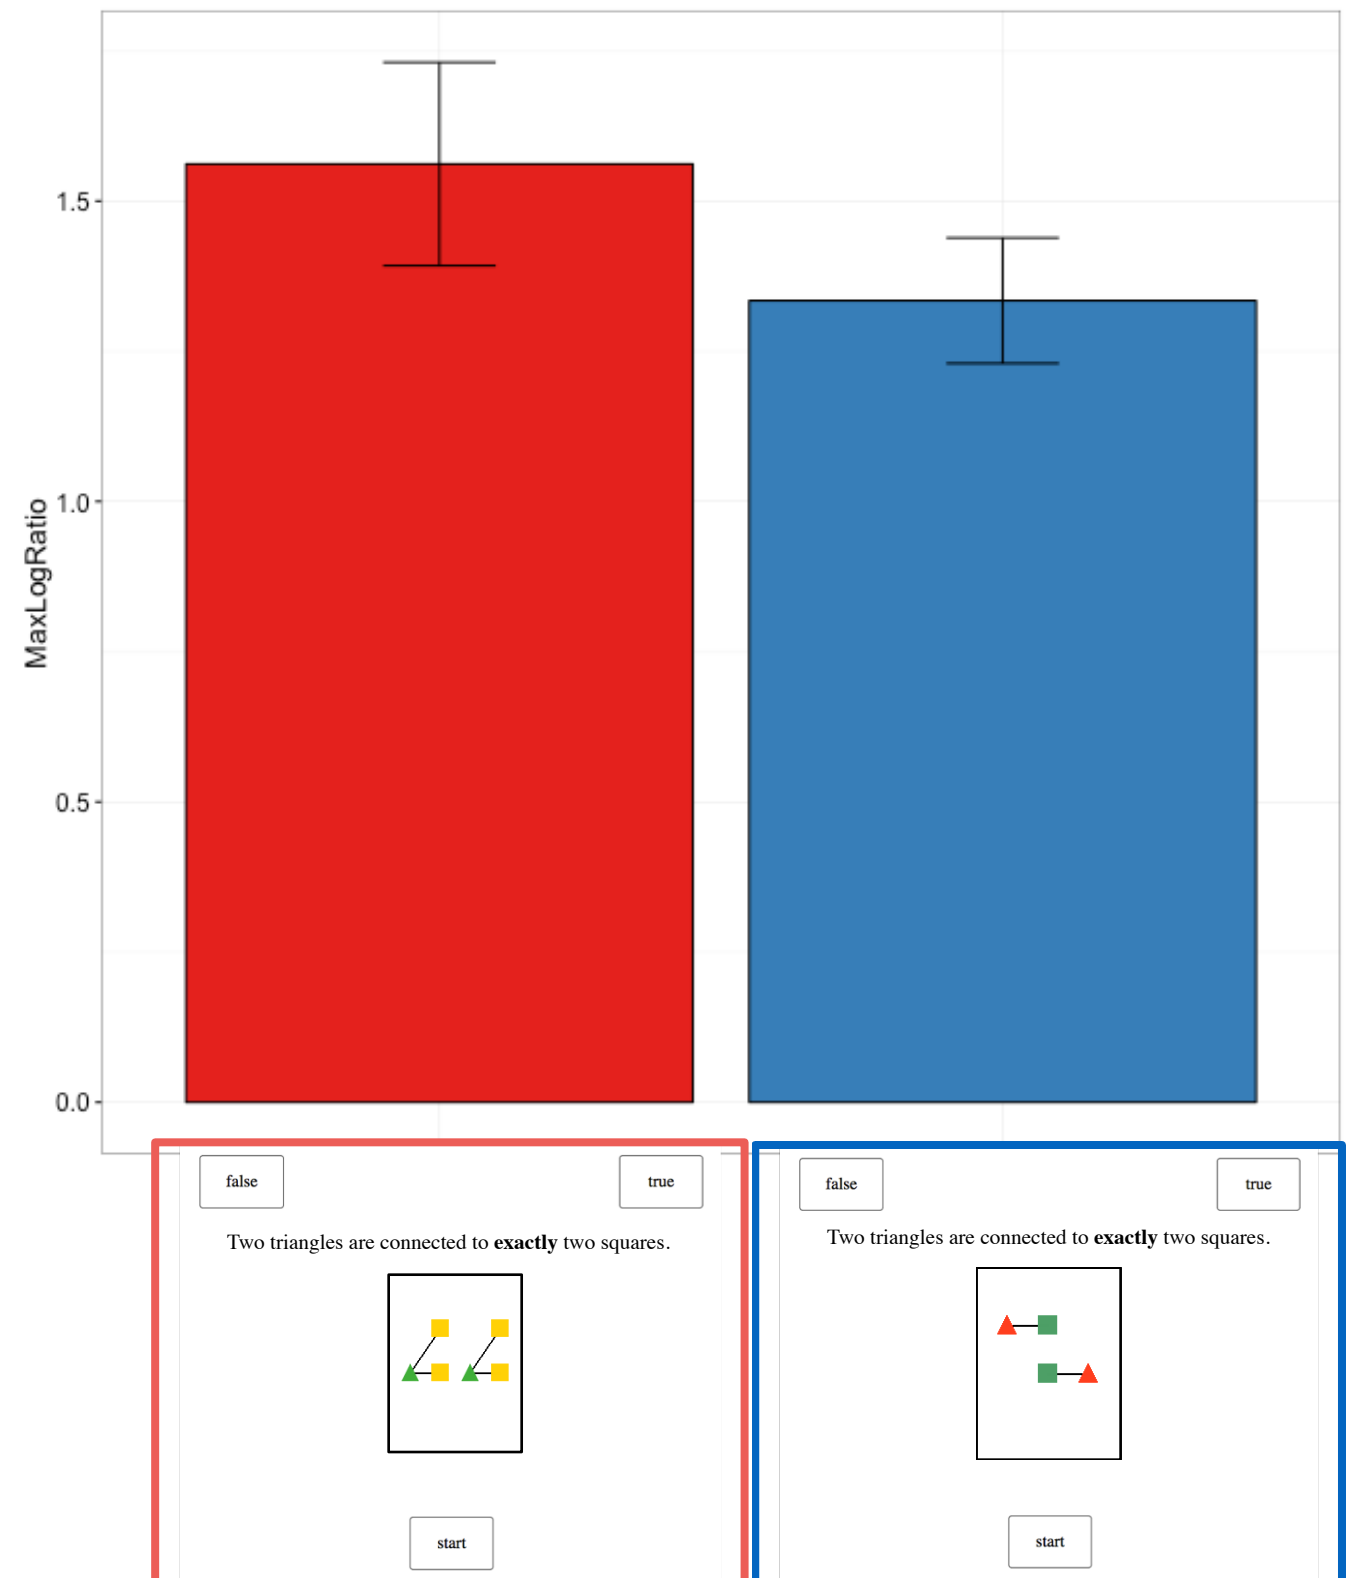 1.5
1.0
0.5
0.0
MaxLogRatio
false
true
Two triangles are connected to exactly two squares.
start
false
true
Two triangles are connected to exactly two squares.
start